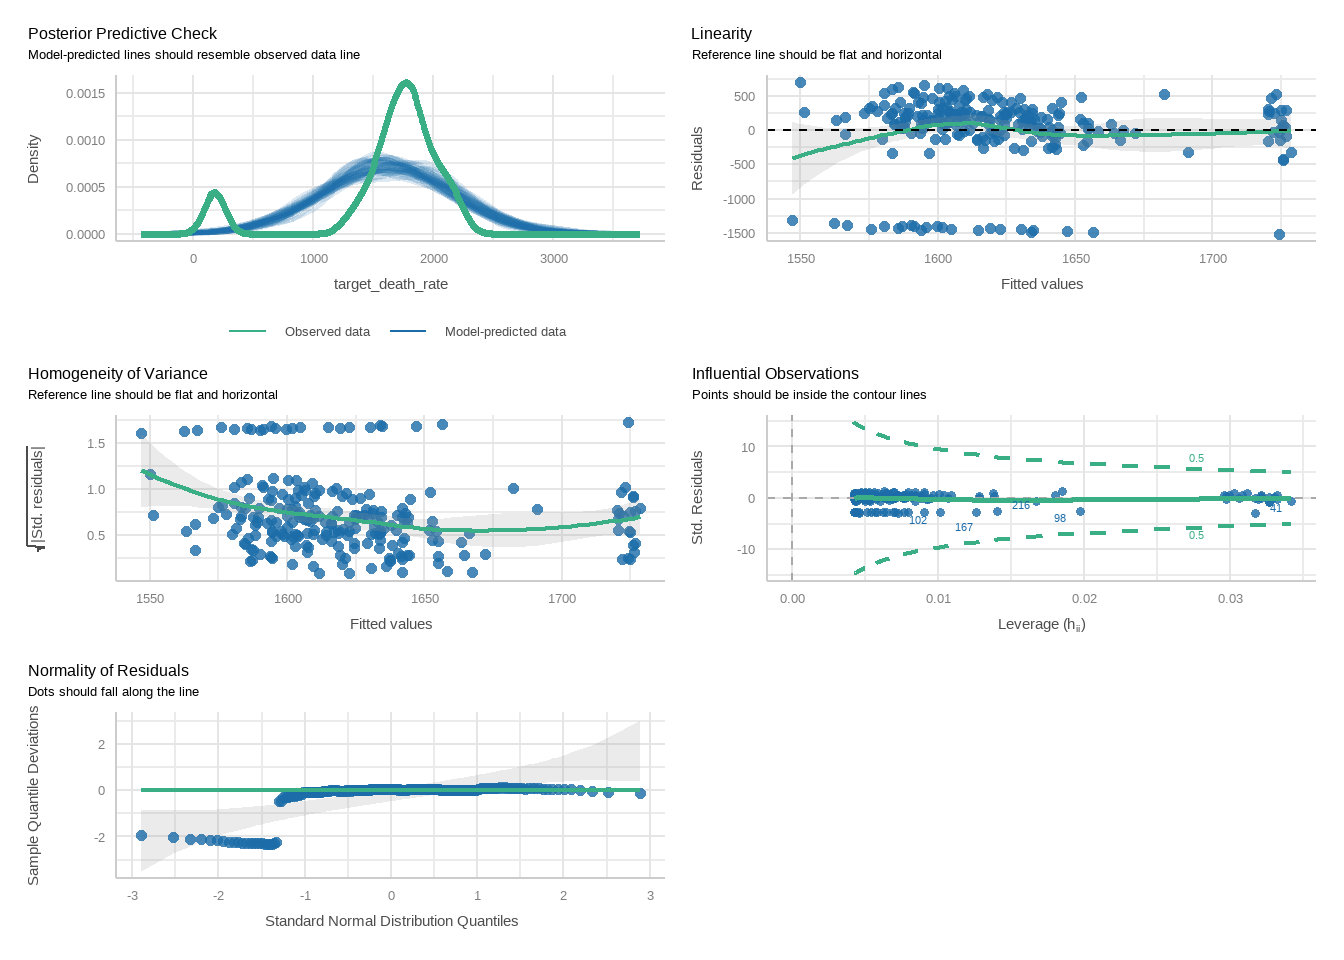 Posterior Predictive Check
Model-predicted lines should resemble observed data line
Density
0.0015
0.0010
0.0005
0.0000
0
1000
2000
3000
target_death_rate
Observed data
Model-predicted data
Linearity
Reference line should be flat and horizontal
Residuals
500
0
-500
-1000
-1500
1550
1600
1650
1700
Fitted values
Homogeneity of Variance
Reference line should be flat and horizontal
√|Std. residuals|
1.5
1.0
0.5
1550
1600
1650
1700
Fitted values
Influential Observations
Points should be inside the contour lines
Std. Residuals
10
0
-10
0.5
0.5
102
167
216
98
41
0.00
0.01
0.02
0.03
Leverage (hii)
Normality of Residuals
Dots should fall along the line
Sample Quantile Deviations
2
0
-2
-3
-2
-1
0
1
2
3
Standard Normal Distribution Quantiles